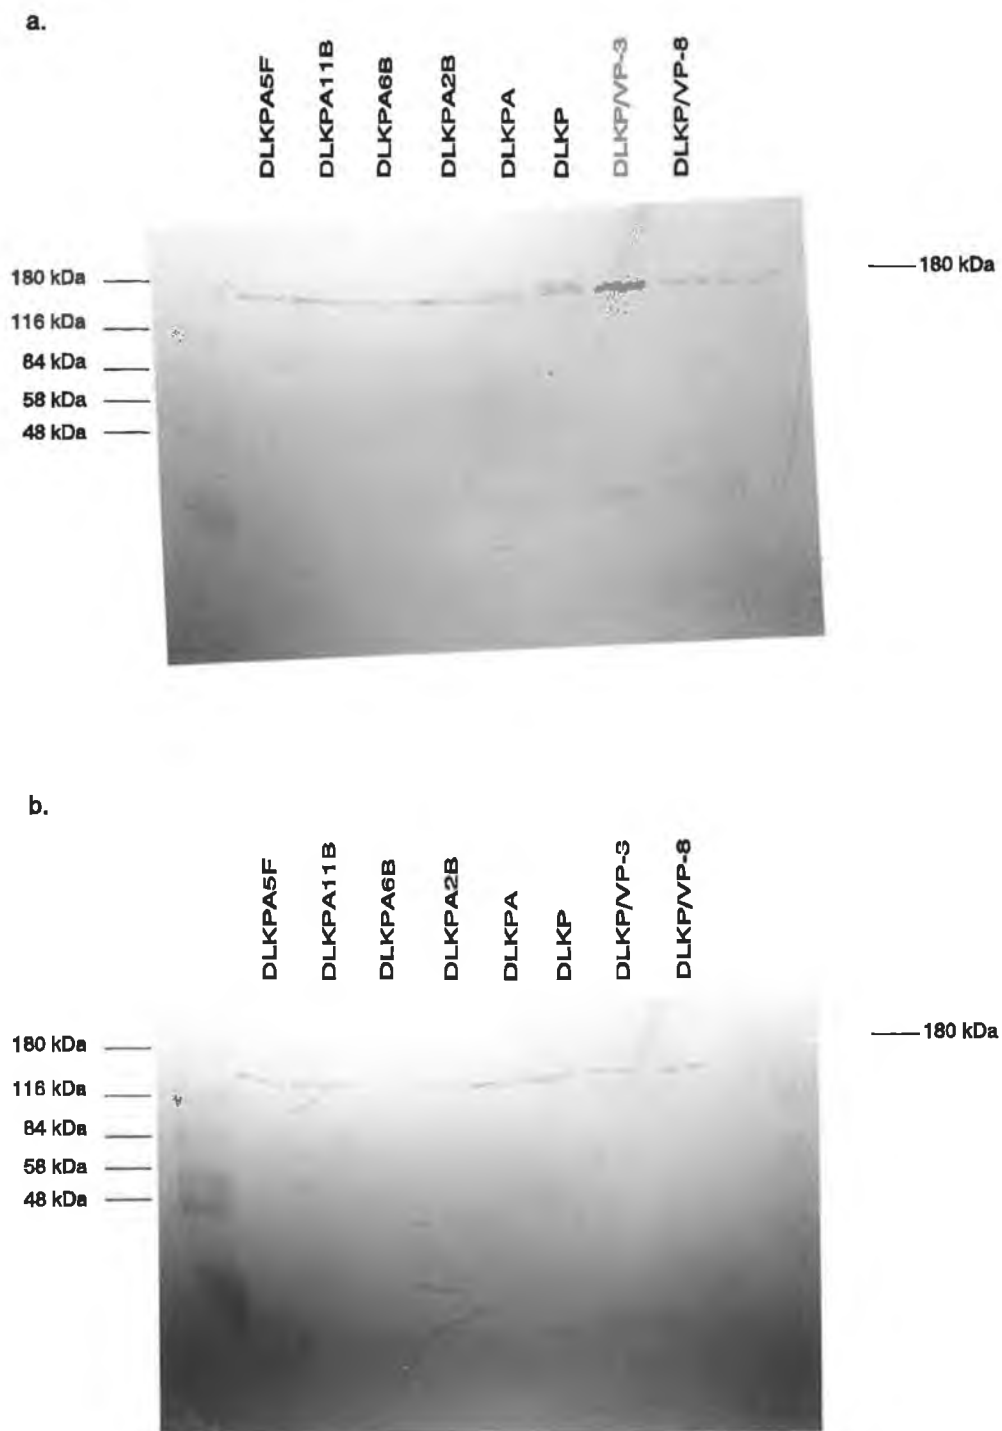 a.
DLKPA5F
DLKPA11B
DLKPA6B
DLKPA2B
DLKPA
DLKP
DLKP/VP-3
DLKP/VP-8
180 kDa
116 kDa
84 kDa
58 kDa
48 kDa
180 kDa
b.
DLKPA5F
DLKPA11B
DLKPA6B
DLKPA2B
DLKPA
DLKP
DLKP/VP-3
DLKP/VP-8
180 kDa
116 kDa
84 kDa
58 kDa
48 kDa
180 kDa